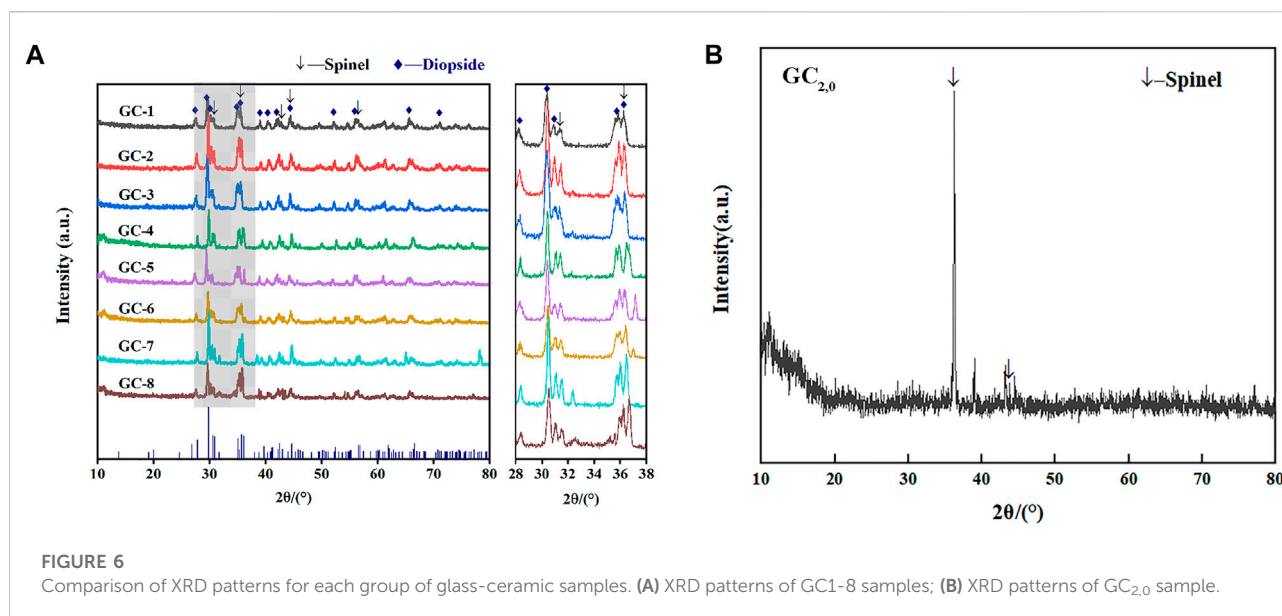 A
↓—Spinel ◆—Diopside
GC-1
GC-2
GC-3
GC-4
GC-5
GC-6
GC-7
GC-8
Intensity (a.u.)
10 20 30 40 50 60 70 80
2θ/(°)
Intensity (a.u.)
28 30 32 34 36 38
2θ/(°)
B
GC2,0
↓–Spinel
Intensity(a.u.)
10 20 30 40 50 60 70 80
2θ/(°)
FIGURE 6
Comparison of XRD patterns for each group of glass-ceramic samples. (A) XRD patterns of GC1-8 samples; (B) XRD patterns of GC2,0 sample.